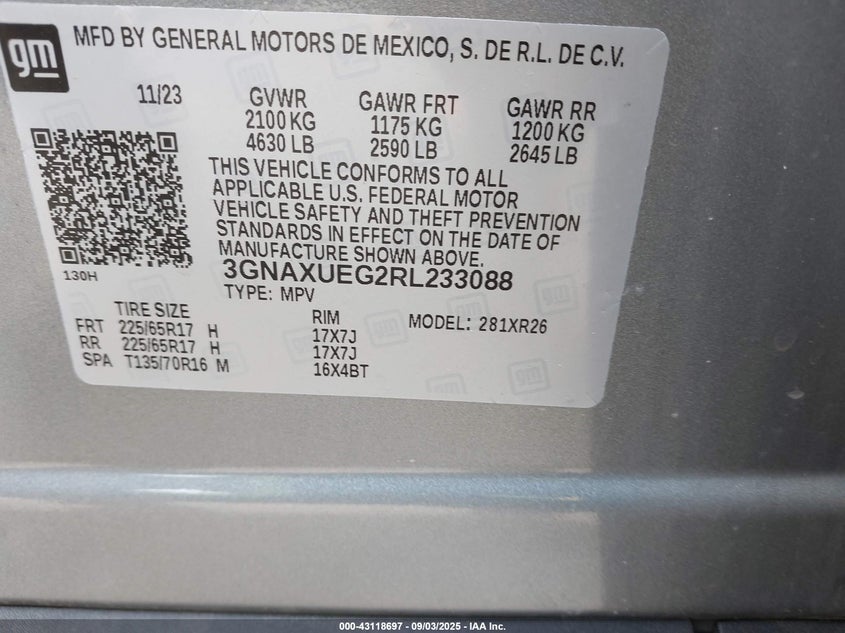 gm
MFD BY GENERAL MOTORS DE MEXICO, S. DE R.L. DE C.V.
11/23
GVWR GAWR FRT GAWR RR
2100 KG 1175 KG 1200 KG
4630 LB 2590 LB 2645 LB
THIS VEHICLE CONFORMS TO ALL
APPLICABLE U.S. FEDERAL MOTOR
VEHICLE SAFETY AND THEFT PREVENTION
STANDARDS IN EFFECT ON THE DATE OF
MANUFACTURE SHOWN ABOVE.
130H
3GNAXUEG2RL233088
TYPE: MPV
TIRE SIZE RIM MODEL: 281XR26
FRT 225/65R17 H 17X7J
RR 225/65R17 H 17X7J
SPA T135/70R16 M 16X4BT
000-43118697 - 09/03/2025 - IAA Inc.